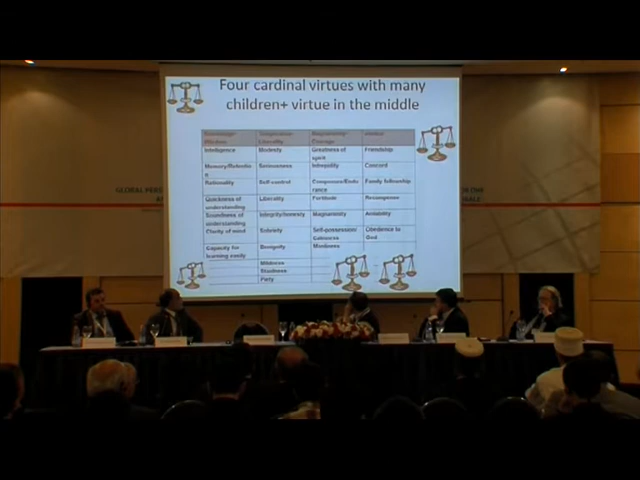 Four cardinal virtues with many
children+ virtue in the middle
Intelligence Modesty Greatness of Friendship
spirit
Seriousness Intrepidity Concord
Rationality Self-control Composure/Endu Family fellowship
rance
Quickness of Liberality Fortitude Recompense
understanding
Soundness of Integrity/honesty Magnanimity Amiability
understanding
Clarity of mind Sobriety Self-possession/ Obedience to
Calmness God
Capacity for Benignity Manliness
learning easily
Mildness
Steadiness
Piety
GLOBAL PERS